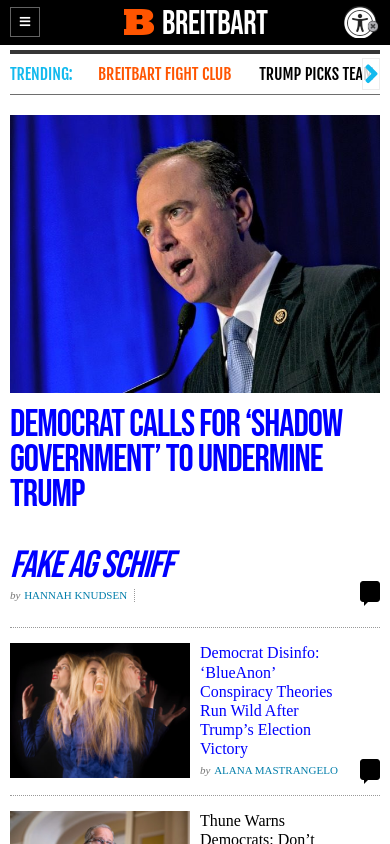 BREITBART
TRENDING:
BREITBART FIGHT CLUB
TRUMP PICKS TEA
DEMOCRAT CALLS FOR ‘SHADOW
GOVERNMENT’ TO UNDERMINE
TRUMP
FAKE AG SCHIFF
by HANNAH KNUDSEN
Democrat Disinfo:
‘BlueAnon’
Conspiracy Theories
Run Wild After
Trump’s Election
Victory
by ALANA MASTRANGELO
Thune Warns
Democrats: Don’t